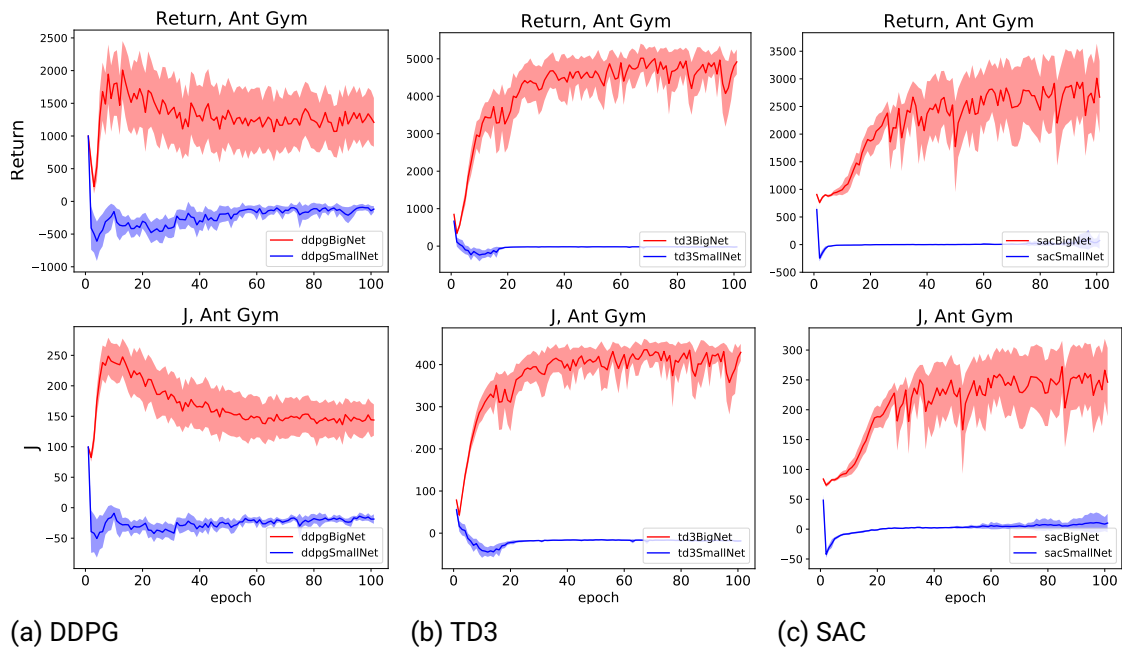 Return, Ant Gym
Return
2500
2000
1500
1000
500
0
−500
−1000
0 20 40 60 80 100
ddpgBigNet
ddpgSmallNet
Return, Ant Gym
5000
4000
3000
2000
1000
0
0 20 40 60 80 100
td3BigNet
td3SmallNet
Return, Ant Gym
3500
3000
2500
2000
1500
1000
500
0
−500
0 20 40 60 80 100
sacBigNet
sacSmallNet
J, Ant Gym
J
250
200
150
100
50
0
−50
0 20 40 60 80 100
epoch
ddpgBigNet
ddpgSmallNet
J, Ant Gym
400
300
200
100
0
0 20 40 60 80 100
epoch
td3BigNet
td3SmallNet
J, Ant Gym
300
250
200
150
100
50
0
−50
0 20 40 60 80 100
epoch
sacBigNet
sacSmallNet
(a) DDPG
(b) TD3
(c) SAC